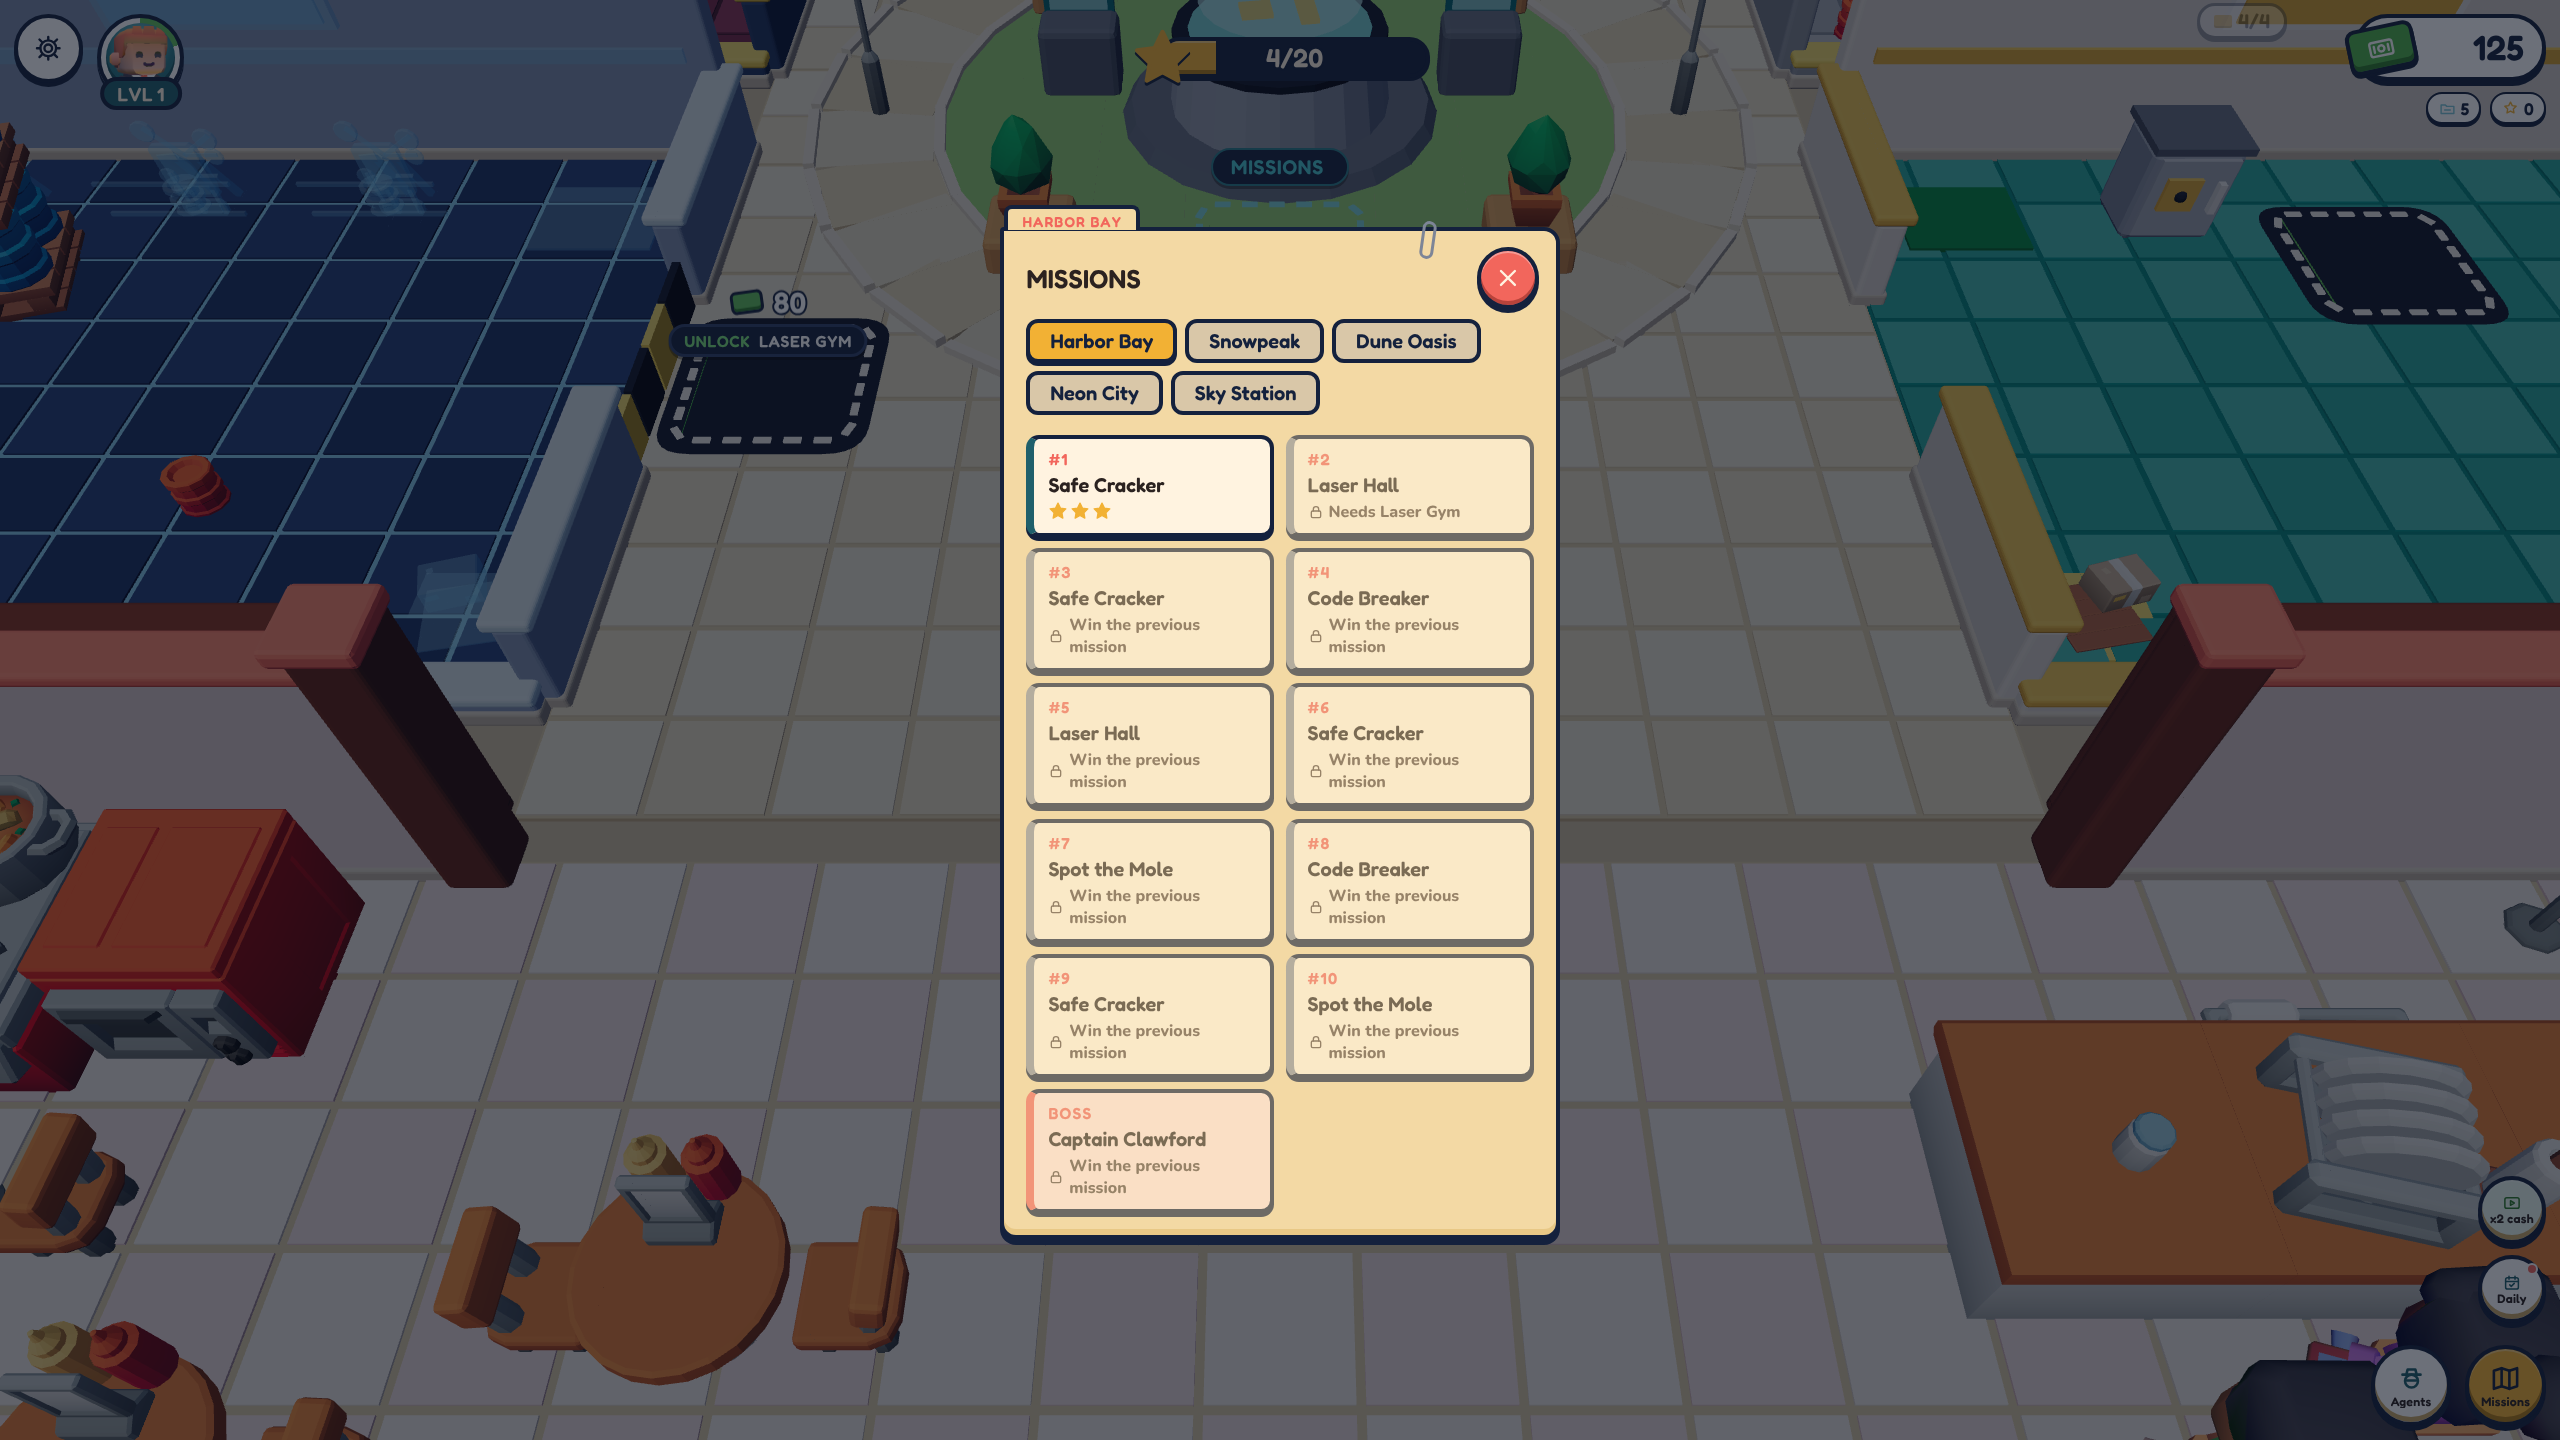 LVL 1
4/20
4/4
125
5
0
MISSIONS
80
UNLOCK LASER GYM
HARBOR BAY
MISSIONS
Harbor Bay
Snowpeak
Dune Oasis
Neon City
Sky Station
#1
Safe Cracker
#2
Laser Hall
Needs Laser Gym
#3
Safe Cracker
Win the previous
mission
#4
Code Breaker
Win the previous
mission
#5
Laser Hall
Win the previous
mission
#6
Safe Cracker
Win the previous
mission
#7
Spot the Mole
Win the previous
mission
#8
Code Breaker
Win the previous
mission
#9
Safe Cracker
Win the previous
mission
#10
Spot the Mole
Win the previous
mission
BOSS
Captain Clawford
Win the previous
mission
x2 cash
Daily
Agents
Missions